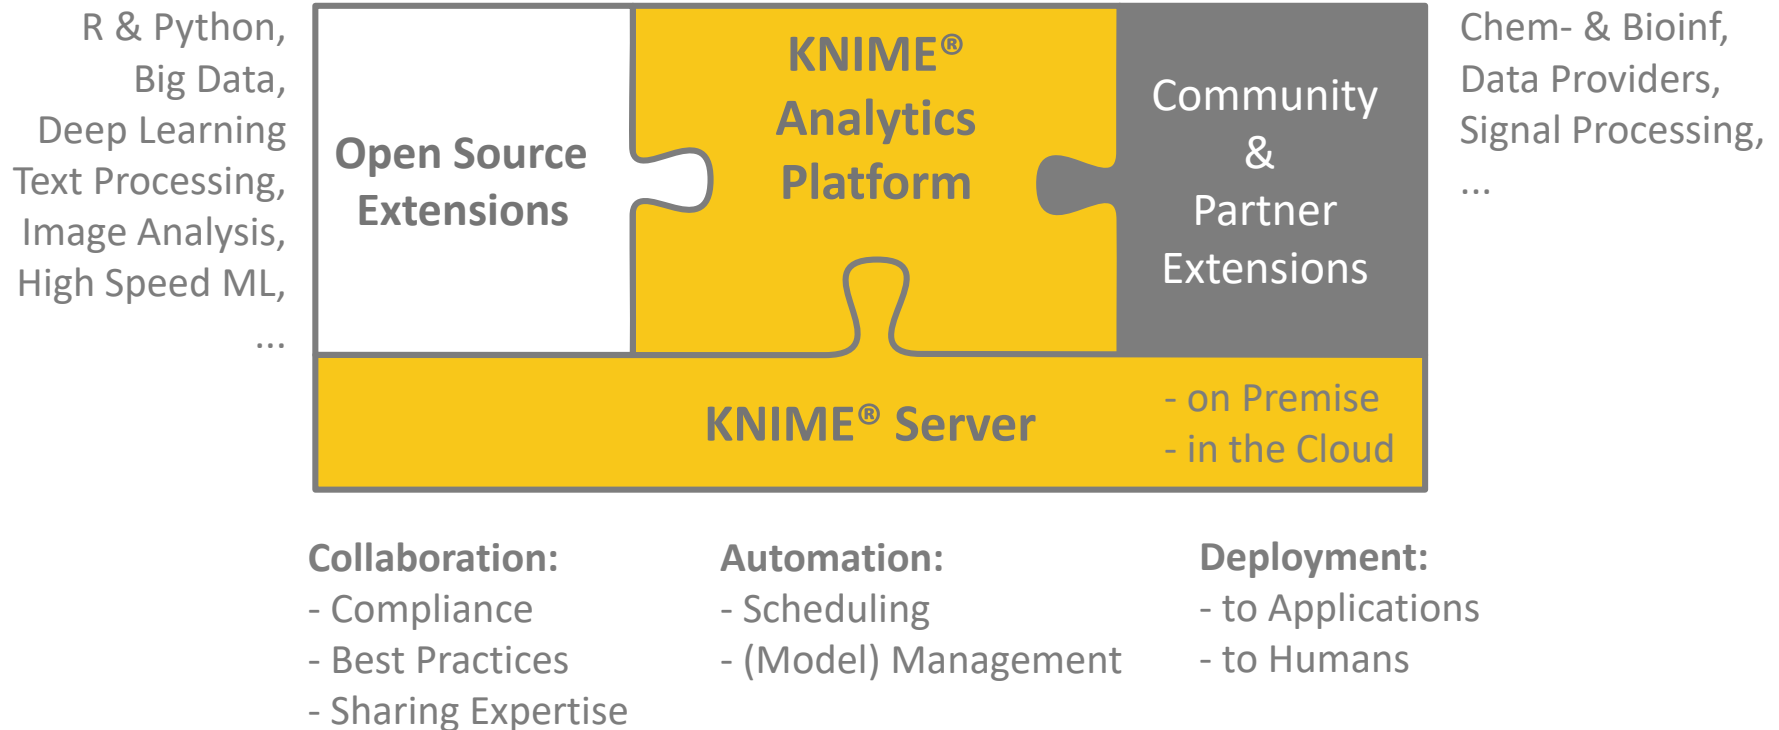 R & Python,
Big Data,
Deep Learning
Text Processing,
Image Analysis,
High Speed ML,
...
Open Source
Extensions
KNIME®
Analytics
Platform
Community
&
Partner
Extensions
Chem- & Bioinf,
Data Providers,
Signal Processing,
...
KNIME® Server
- on Premise
- in the Cloud
Collaboration:
- Compliance
- Best Practices
- Sharing Expertise
Automation:
- Scheduling
- (Model) Management
Deployment:
- to Applications
- to Humans